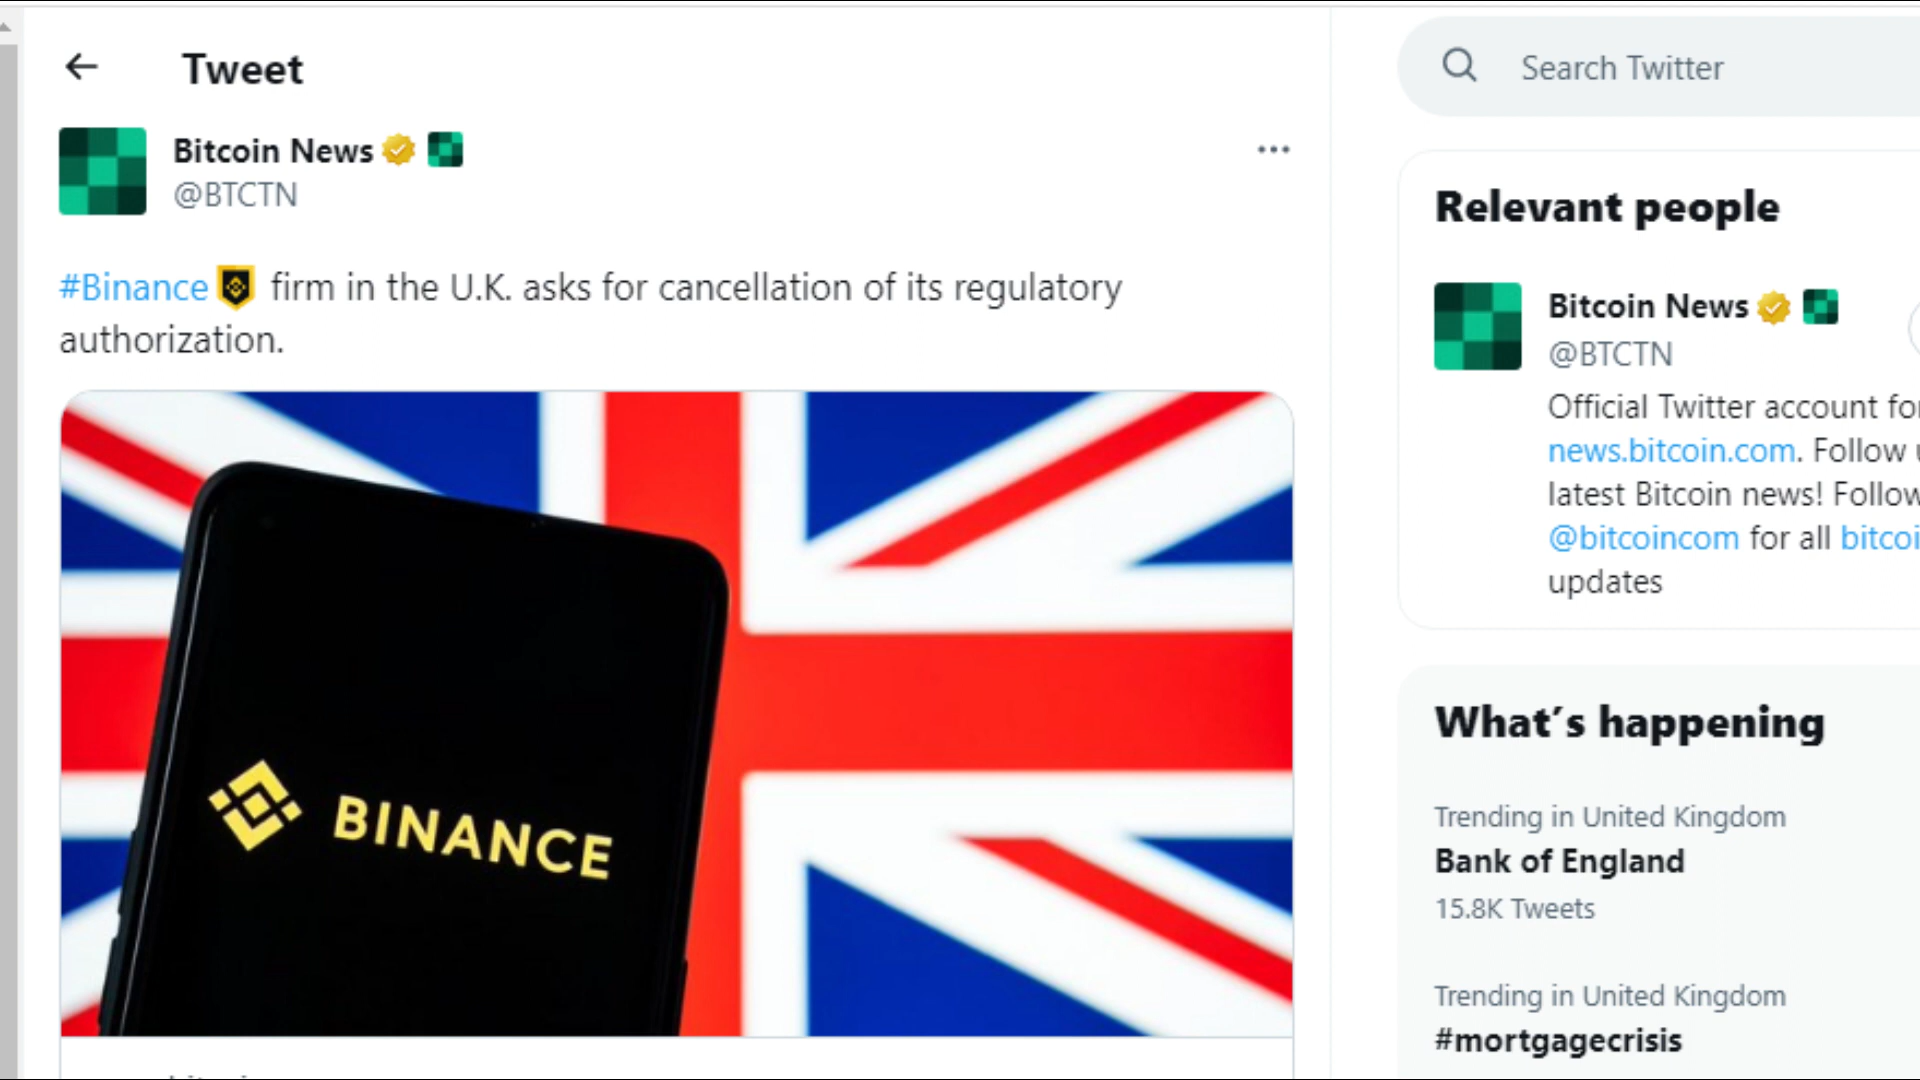 Tweet
Bitcoin News
@BTCTN
#Binance firm in the U.K. asks for cancellation of its regulatory
authorization.
BINANCE
Search Twitter
Relevant people
Bitcoin News
@BTCTN
Official Twitter account for
news.bitcoin.com. Follow
latest Bitcoin news! Follow
@bitcoincom for all
updates
What's happening
Trending in United Kingdom
Bank of England
15.8K Tweets
Trending in United Kingdom
#mortgagecrisis